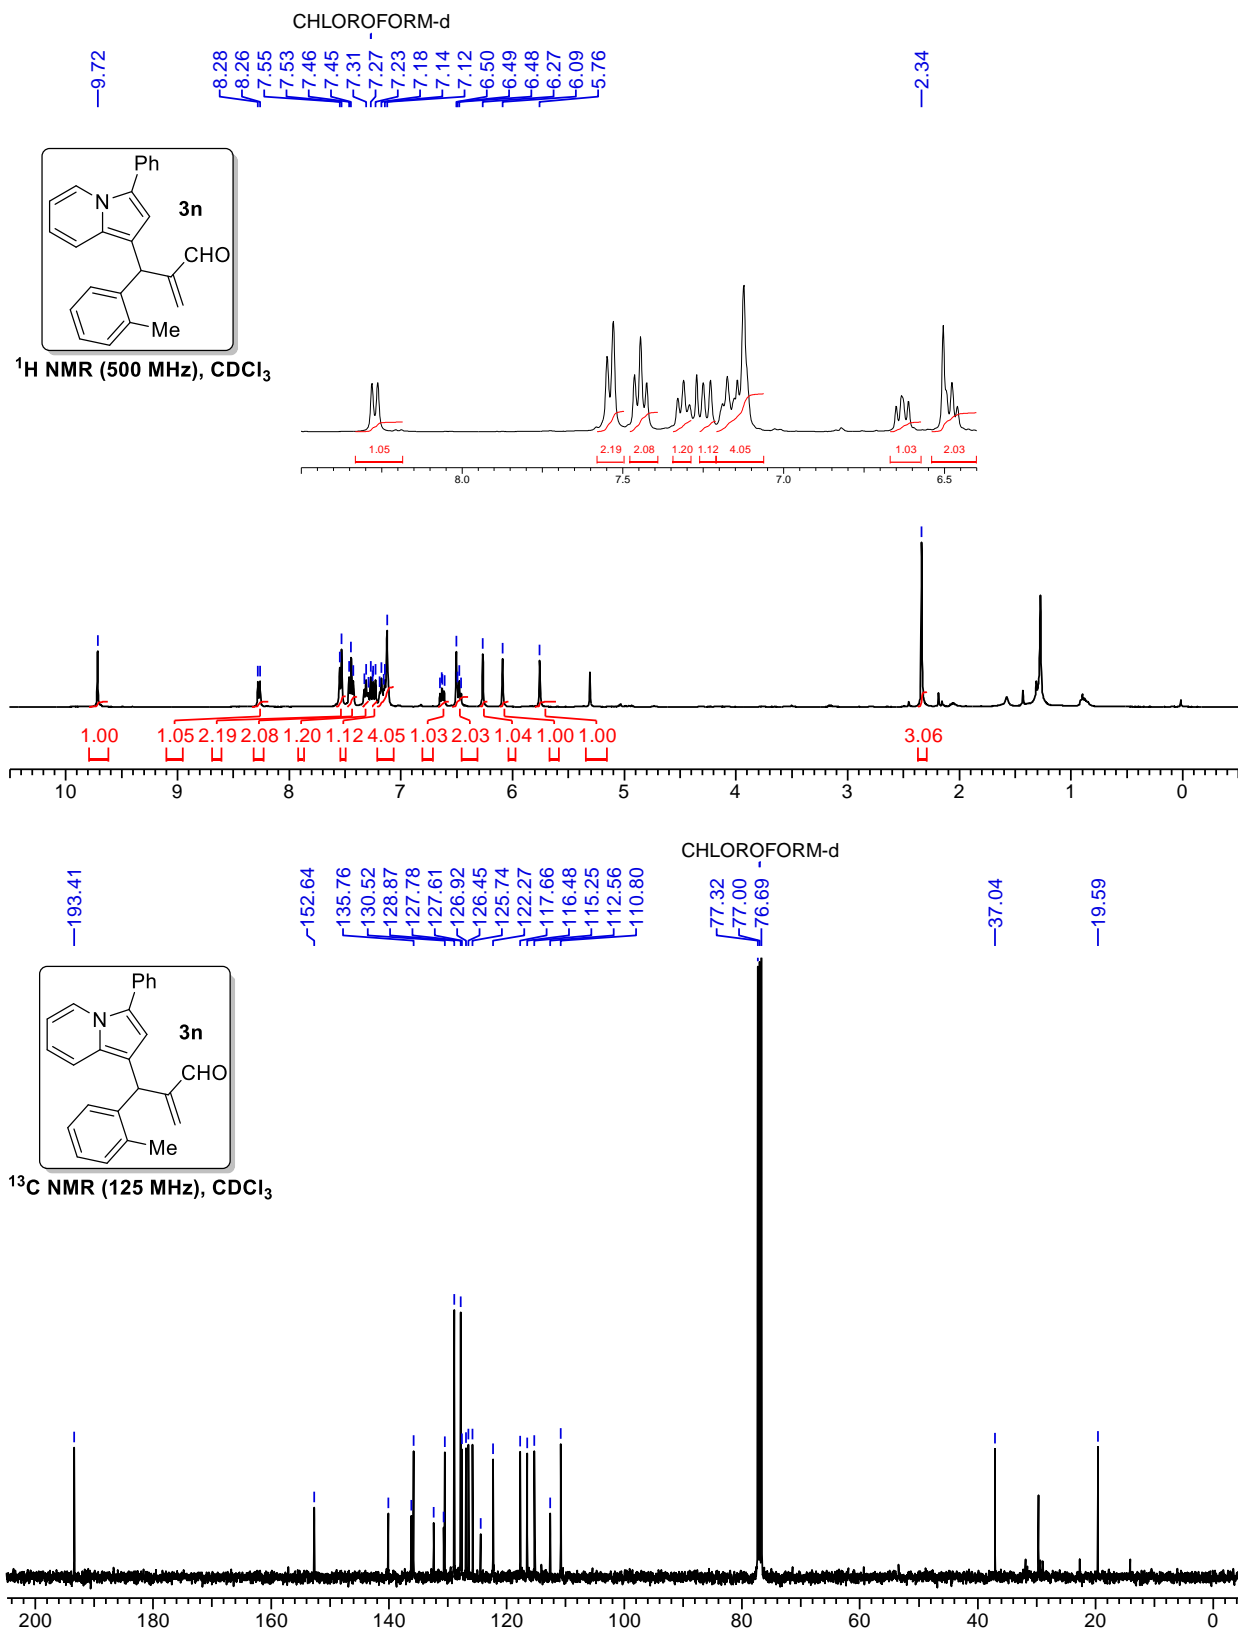 CHLOROFORM-d
9.72
8.28
8.26
7.55
7.53
7.46
7.45
7.31
7.27
7.23
7.18
7.14
7.12
6.50
6.49
6.48
6.27
6.09
5.76
2.34
Ph
N
3n
CHO
Me
¹H NMR (500 MHz), CDCl₃
1.05 2.19 2.08 1.20 1.12 4.05 1.03 2.03
8.0 7.5 7.0 6.5
1.00 1.05 2.19 2.08 1.20 1.12 4.05 1.03 2.03 1.04 1.00 1.00 3.06
10 9 8 7 6 5 4 3 2 1 0
CHLOROFORM-d
193.41
152.64
135.76
130.52
128.87
127.78
127.61
126.92
126.45
125.74
122.27
117.66
116.48
115.25
112.56
110.80
77.32
77.00
76.69
37.04
19.59
Ph
N
3n
CHO
Me
¹³C NMR (125 MHz), CDCl₃
200 180 160 140 120 100 80 60 40 20 0